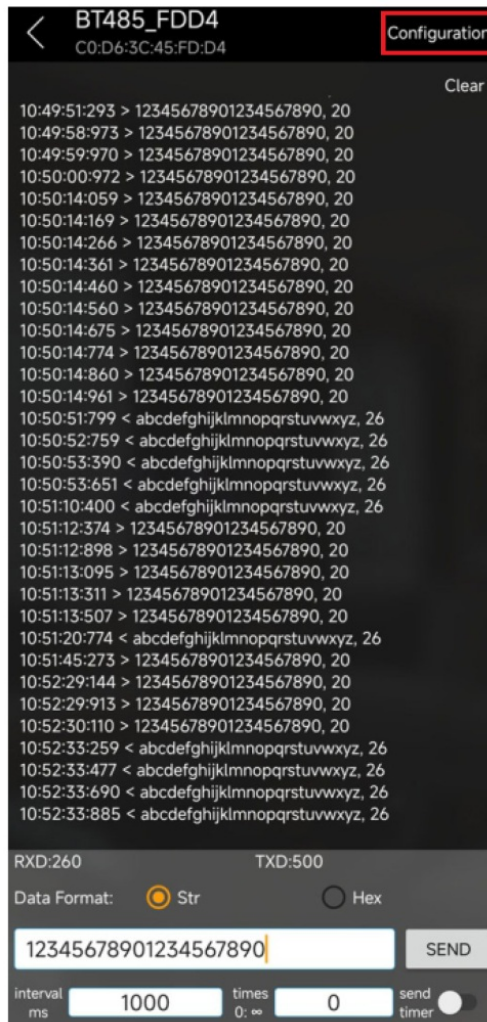 BT485_FDD4
C0:D6:3C:45:FD:D4
Configuration
Clear
10:49:51:293 > 12345678901234567890, 20
10:49:58:973 > 12345678901234567890, 20
10:49:59:970 > 12345678901234567890, 20
10:50:00:972 > 12345678901234567890, 20
10:50:14:059 > 12345678901234567890, 20
10:50:14:169 > 12345678901234567890, 20
10:50:14:266 > 12345678901234567890, 20
10:50:14:361 > 12345678901234567890, 20
10:50:14:460 > 12345678901234567890, 20
10:50:14:560 > 12345678901234567890, 20
10:50:14:675 > 12345678901234567890, 20
10:50:14:774 > 12345678901234567890, 20
10:50:14:860 > 12345678901234567890, 20
10:50:14:961 > 12345678901234567890, 20
10:50:51:799 < abcdefghijklmnopqrstuvwxyz, 26
10:50:52:759 < abcdefghijklmnopqrstuvwxyz, 26
10:50:53:390 < abcdefghijklmnopqrstuvwxyz, 26
10:50:53:651 < abcdefghijklmnopqrstuvwxyz, 26
10:51:10:400 < abcdefghijklmnopqrstuvwxyz, 26
10:51:12:374 > 12345678901234567890, 20
10:51:12:898 > 12345678901234567890, 20
10:51:13:095 > 12345678901234567890, 20
10:51:13:311 > 12345678901234567890, 20
10:51:13:507 > 12345678901234567890, 20
10:51:20:774 < abcdefghijklmnopqrstuvwxyz, 26
10:51:45:273 > 12345678901234567890, 20
10:52:29:144 > 12345678901234567890, 20
10:52:29:913 > 12345678901234567890, 20
10:52:30:110 > 12345678901234567890, 20
10:52:33:259 < abcdefghijklmnopqrstuvwxyz, 26
10:52:33:477 < abcdefghijklmnopqrstuvwxyz, 26
10:52:33:690 < abcdefghijklmnopqrstuvwxyz, 26
10:52:33:885 < abcdefghijklmnopqrstuvwxyz, 26
RXD:260 TXD:500
Data Format: Str Hex
12345678901234567890 SEND
interval ms 1000 times 0: ∞ 0 send timer